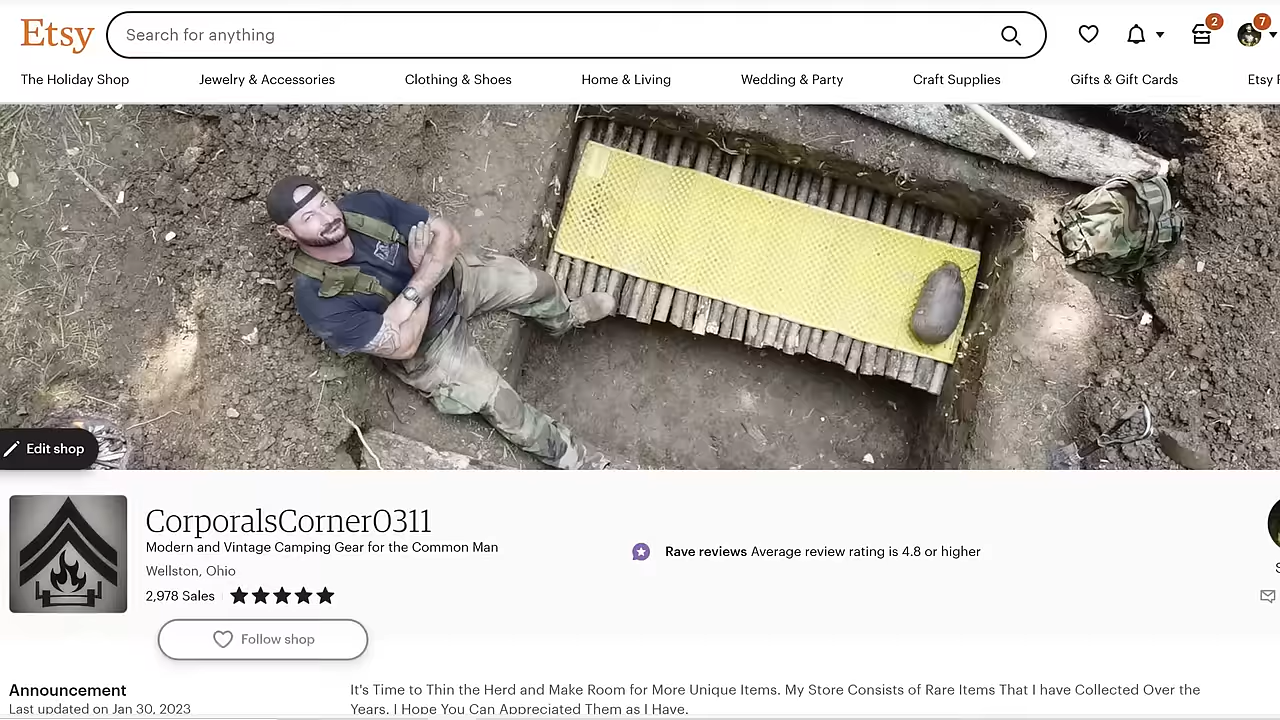 Etsy
Search for anything
2
7
The Holiday Shop
Jewelry & Accessories
Clothing & Shoes
Home & Living
Wedding & Party
Craft Supplies
Gifts & Gift Cards
Etsy
Edit shop
CorporalsCorner0311
Modern and Vintage Camping Gear for the Common Man
Rave reviews Average review rating is 4.8 or higher
Wellston, Ohio
2,978 Sales
Follow shop
Announcement
Last updated on Jan 30, 2023
It's Time to Thin the Herd and Make Room for More Unique Items. My Store Consists of Rare Items That I have Collected Over the
Years. I Hope You Can Appreciated Them as I Have.